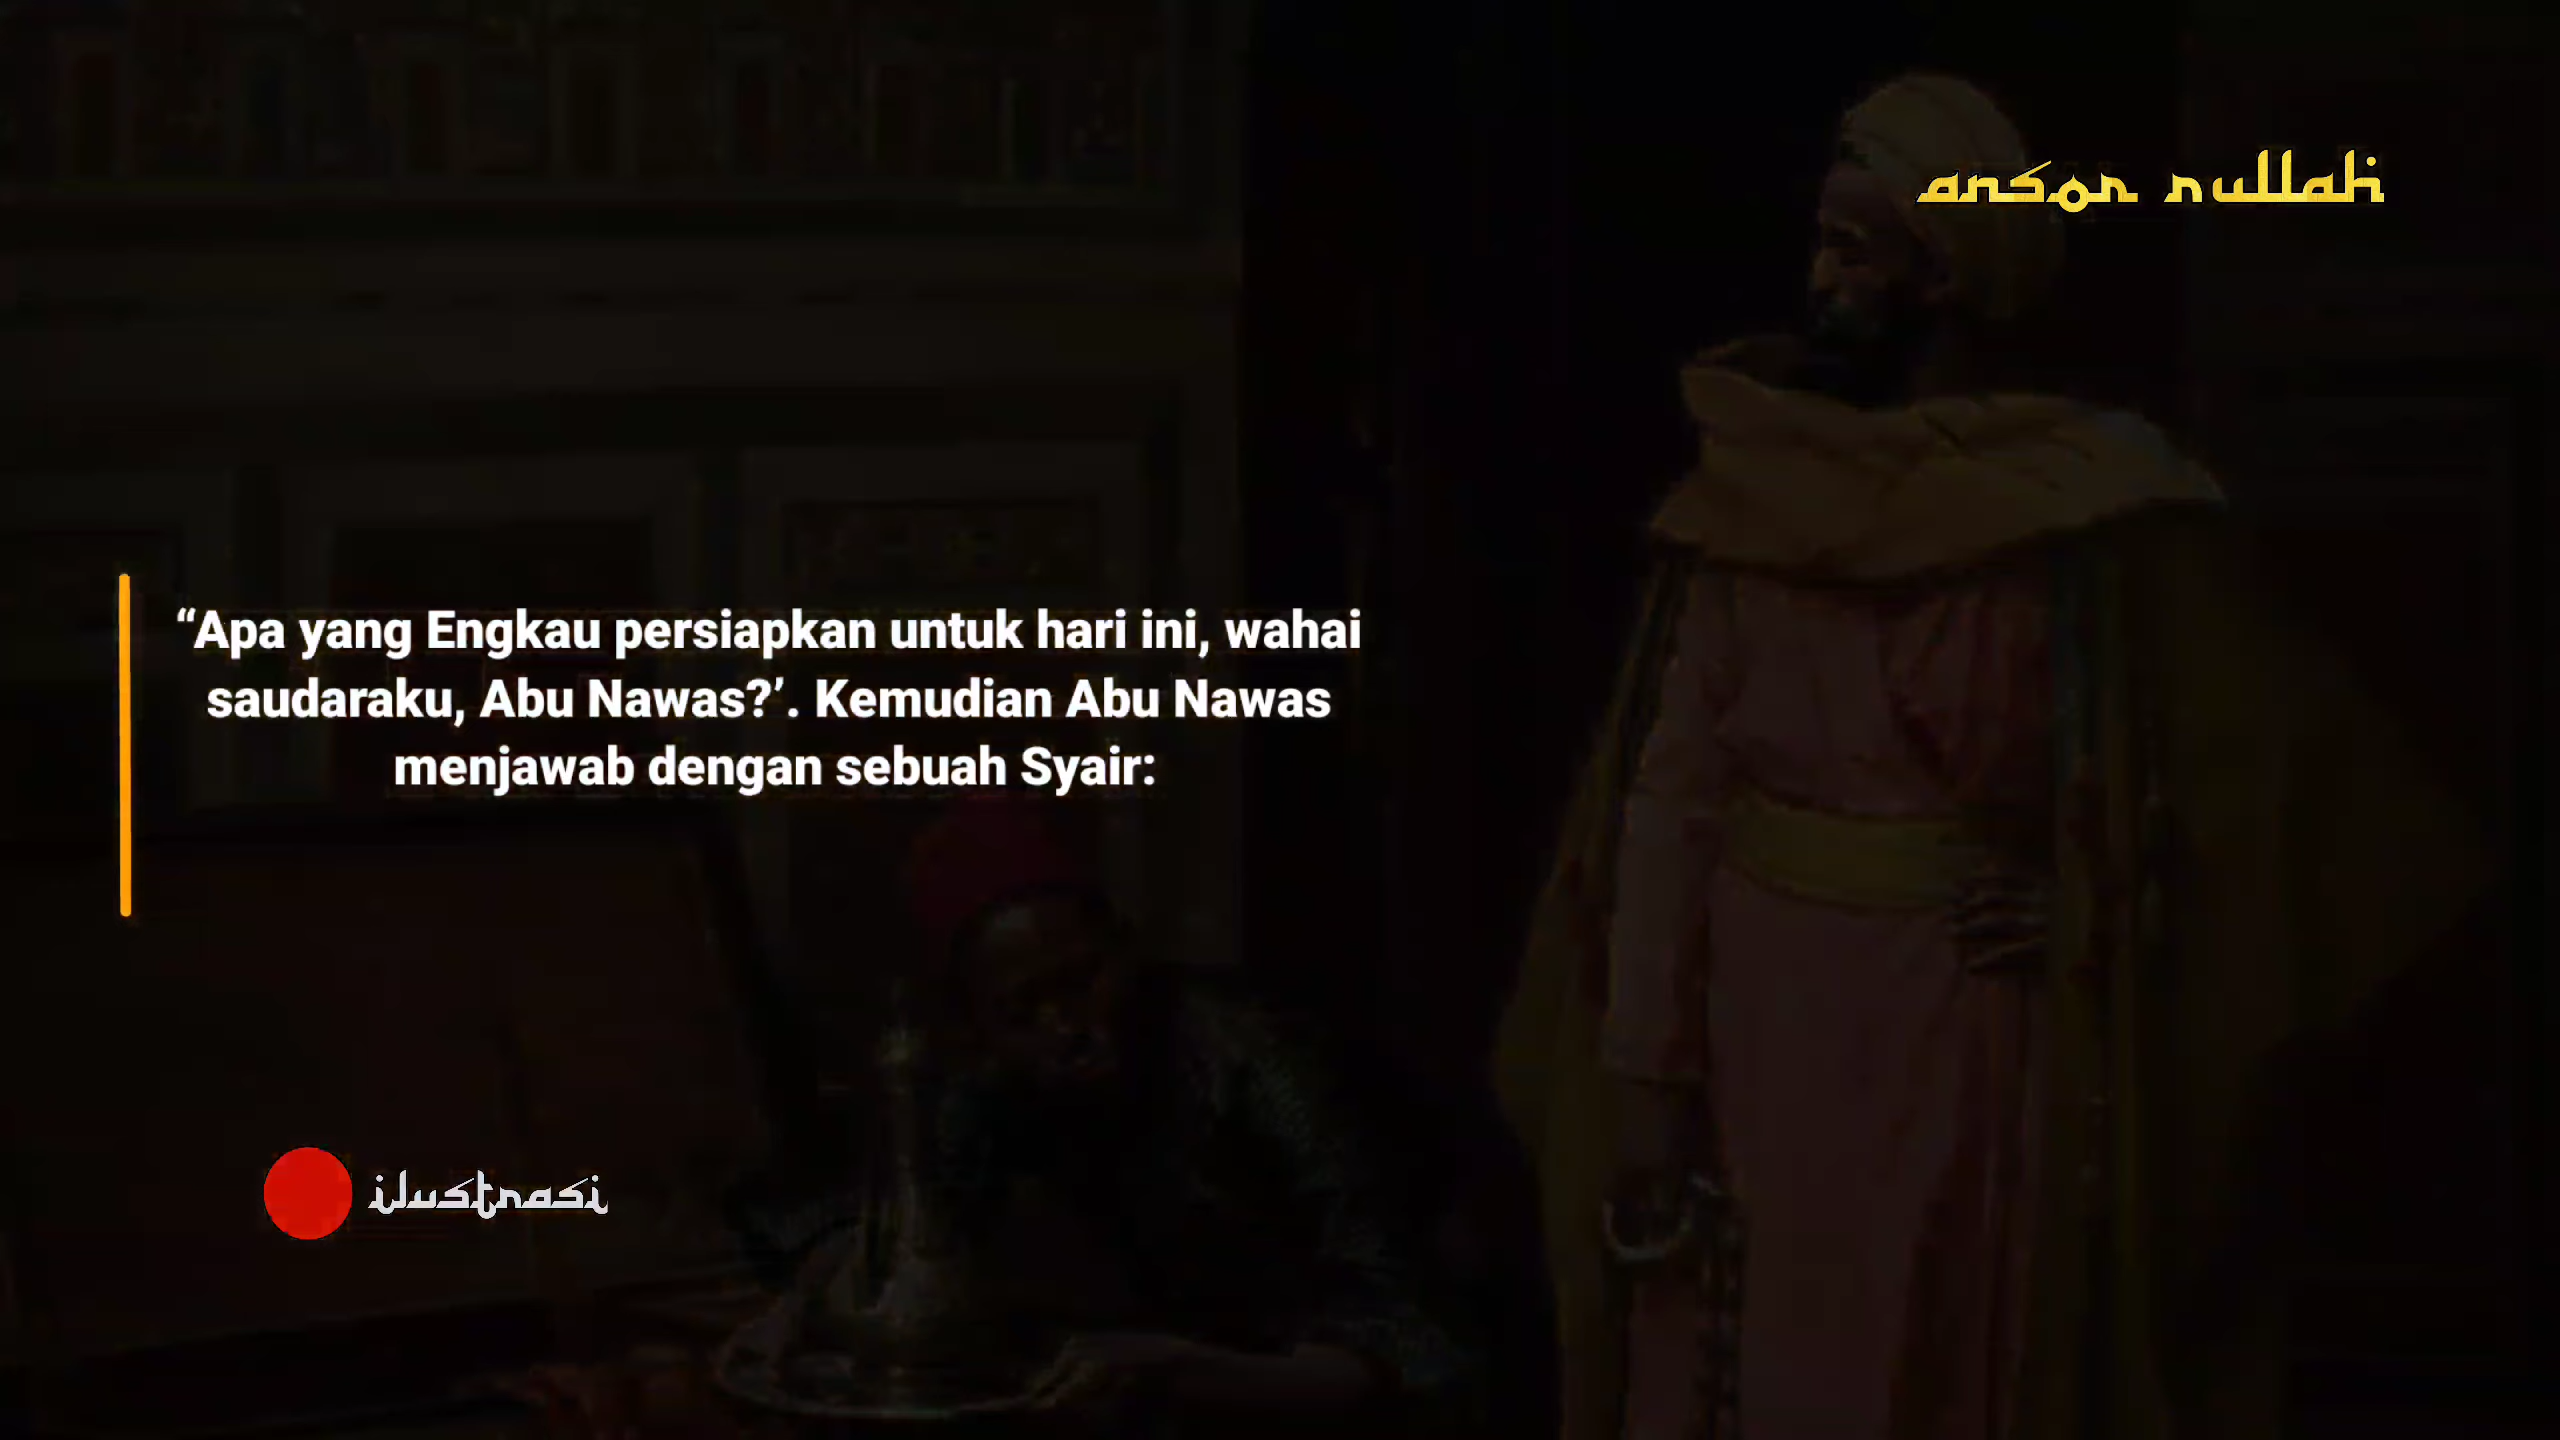 ansor nullah
“Apa yang Engkau persiapkan untuk hari ini, wahai
saudaraku, Abu Nawas?’. Kemudian Abu Nawas
menjawab dengan sebuah Syair:
ilustrasi